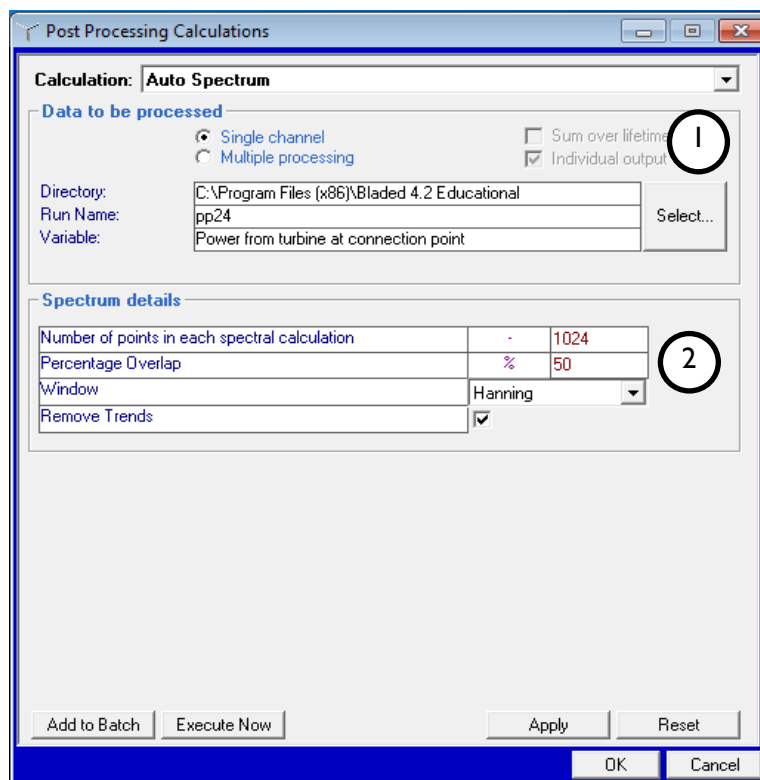 Post Processing Calculations
Calculation: Auto Spectrum
Data to be processed
Single channel
Sum over lifetime
1
Multiple processing
Individual output
Directory: C:\Program Files (x86)\Bladed 4.2 Educational
Run Name: pp24
Select...
Variable: Power from turbine at connection point
Spectrum details
Number of points in each spectral calculation - 1024
Percentage Overlap % 50
2
Window Hanning
Remove Trends
Add to Batch Execute Now Apply Reset
OK Cancel